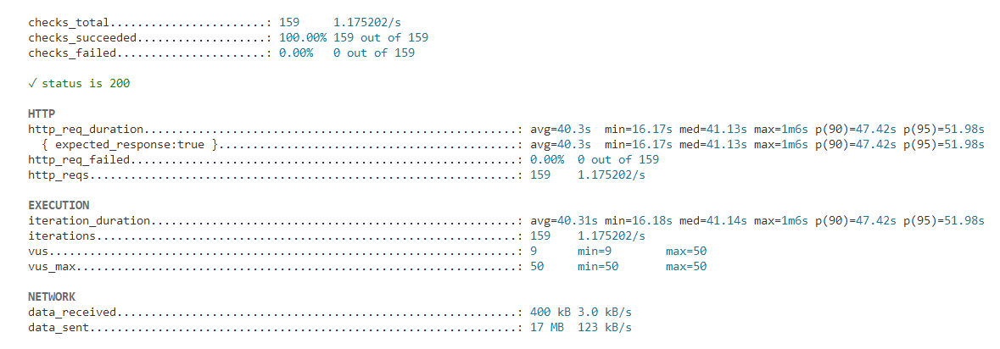 checks_total.......................: 159     1.175202/s
checks_succeeded...................: 100.00% 159 out of 159
checks_failed......................: 0.00%   0 out of 159
✓ status is 200
HTTP
http_req_duration.......................................................: avg=40.3s  min=16.17s med=41.13s max=1m6s p(90)=47.42s p(95)=51.98s
  { expected_response:true }............................................: avg=40.3s  min=16.17s med=41.13s max=1m6s p(90)=47.42s p(95)=51.98s
http_req_failed.........................................................: 0.00%  0 out of 159
http_reqs...............................................................: 159    1.175202/s
EXECUTION
iteration_duration......................................................: avg=40.31s min=16.18s med=41.14s max=1m6s p(90)=47.42s p(95)=51.98s
iterations..............................................................: 159    1.175202/s
vus.....................................................................: 9      min=9        max=50
vus_max.................................................................: 50     min=50       max=50
NETWORK
data_received...........................................................: 400 kB 3.0 kB/s
data_sent...............................................................: 17 MB  123 kB/s